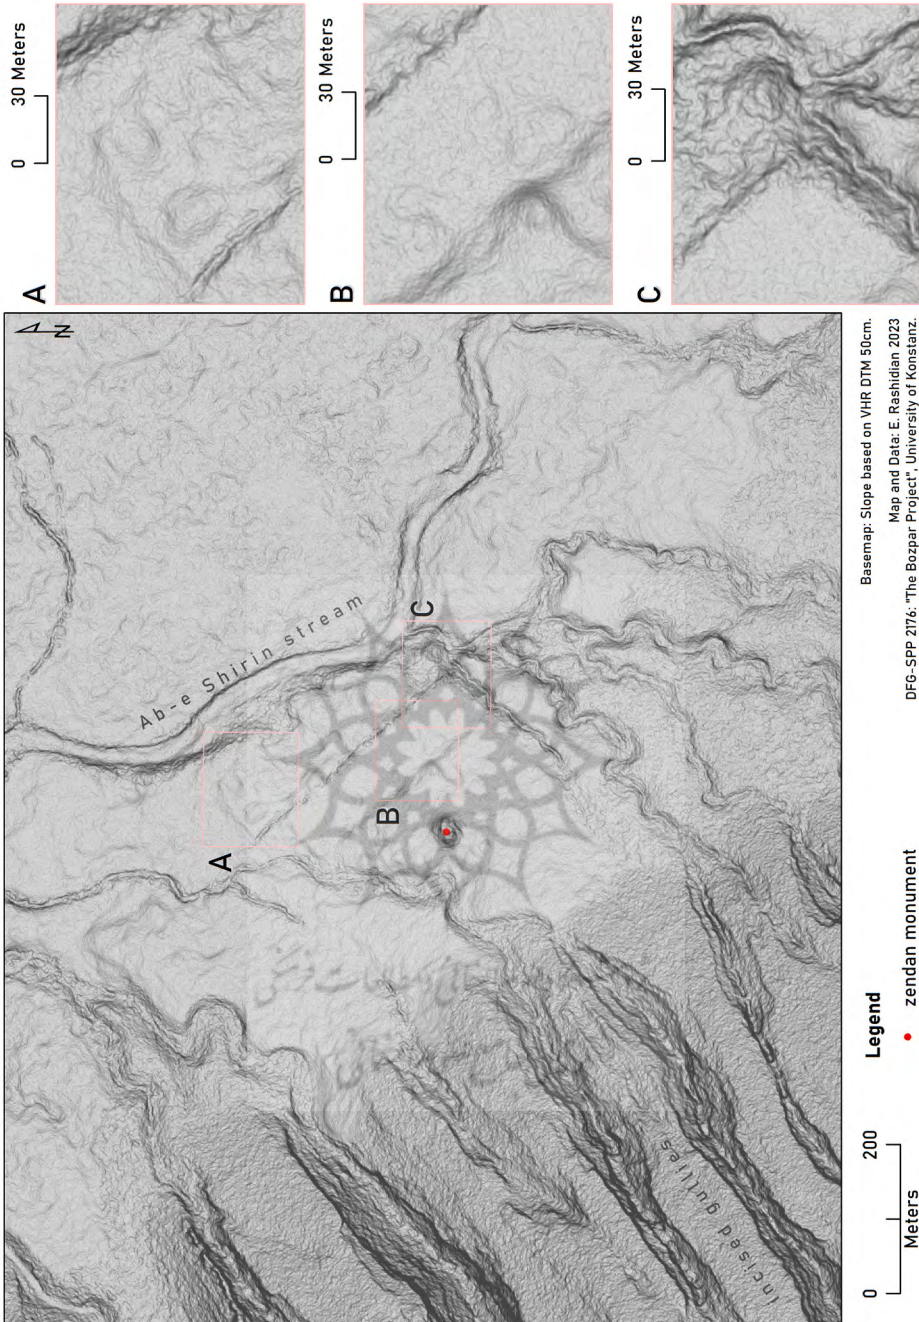 A
0 30 Meters
B
0 30 Meters
C
0 30 Meters
N
Ab-e Shirin stream
A
B
C
Incised gullies
0 200
Meters
Legend
zendan monument
Basemap: Slope based on VHR DTM 50cm.
Map and Data: E. Rashidian 2023
DFG-SPP 2176: "The Bozpar Project", University of Konstanz.